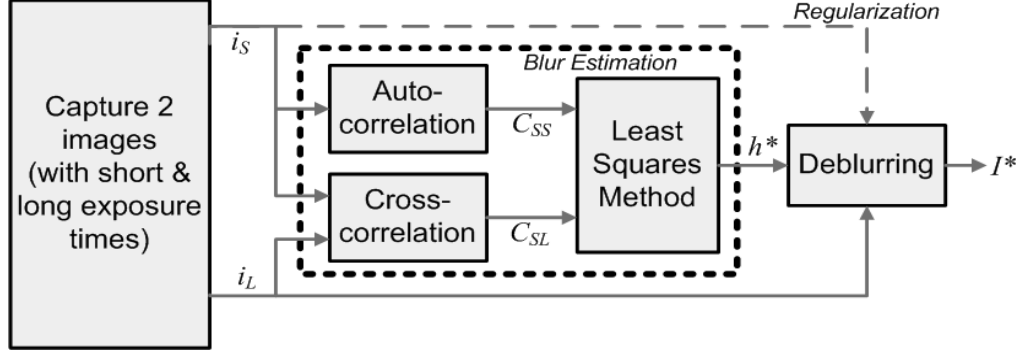 Regularization
i_S
Blur Estimation
Capture 2
images
(with short &
long exposure
times)
Auto-
correlation
C_SS
Least
Squares
Method
h*
Deblurring
I*
Cross-
correlation
C_SL
i_L